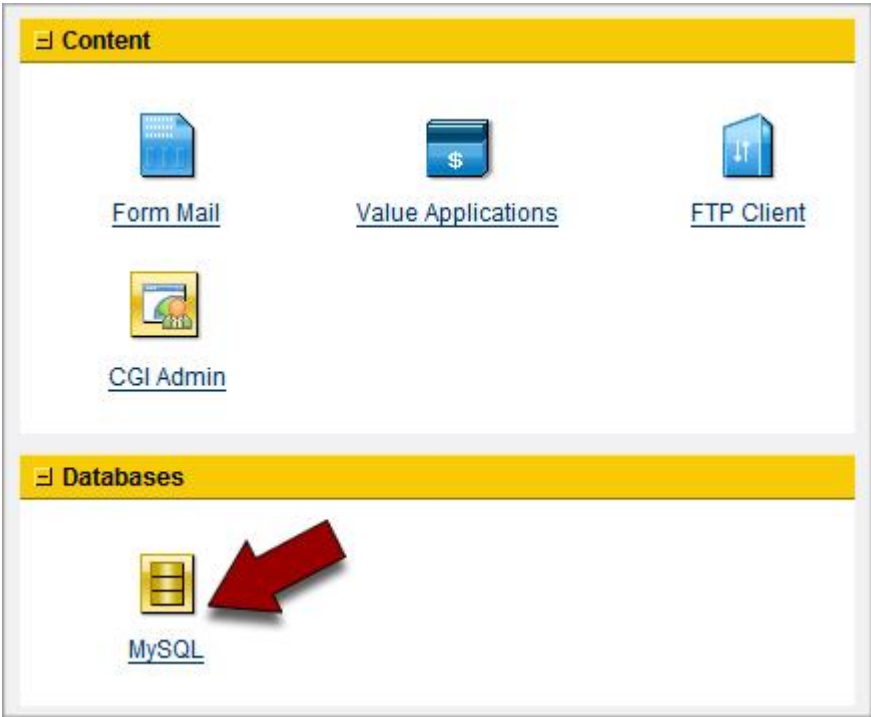 Content
Form Mail
Value Applications
FTP Client
CGI Admin
Databases
MySQL